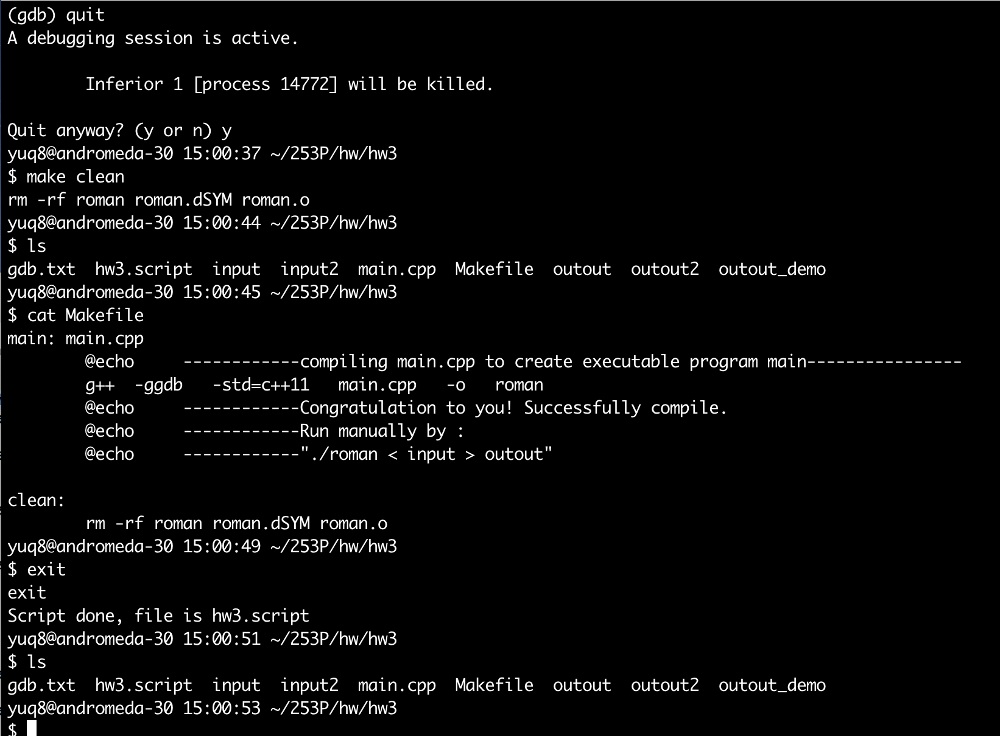 (gdb) quit
A debugging session is active.
        Inferior 1 [process 14772] will be killed.
Quit anyway? (y or n) y
yuq8@andromeda-30 15:00:37 ~/253P/hw/hw3
$ make clean
rm -rf roman roman.dSYM roman.o
yuq8@andromeda-30 15:00:44 ~/253P/hw/hw3
$ ls
gdb.txt  hw3.script  input  input2  main.cpp  Makefile  outout  outout2  outout_demo
yuq8@andromeda-30 15:00:45 ~/253P/hw/hw3
$ cat Makefile
main: main.cpp
        @echo     ------------compiling main.cpp to create executable program main----------------
        g++  -ggdb   -std=c++11   main.cpp   -o   roman
        @echo     ------------Congratulation to you! Successfully compile.
        @echo     ------------Run manually by :
        @echo     ------------"./roman < input > outout"
clean:
        rm -rf roman roman.dSYM roman.o
yuq8@andromeda-30 15:00:49 ~/253P/hw/hw3
$ exit
exit
Script done, file is hw3.script
yuq8@andromeda-30 15:00:51 ~/253P/hw/hw3
$ ls
gdb.txt  hw3.script  input  input2  main.cpp  Makefile  outout  outout2  outout_demo
yuq8@andromeda-30 15:00:53 ~/253P/hw/hw3
$